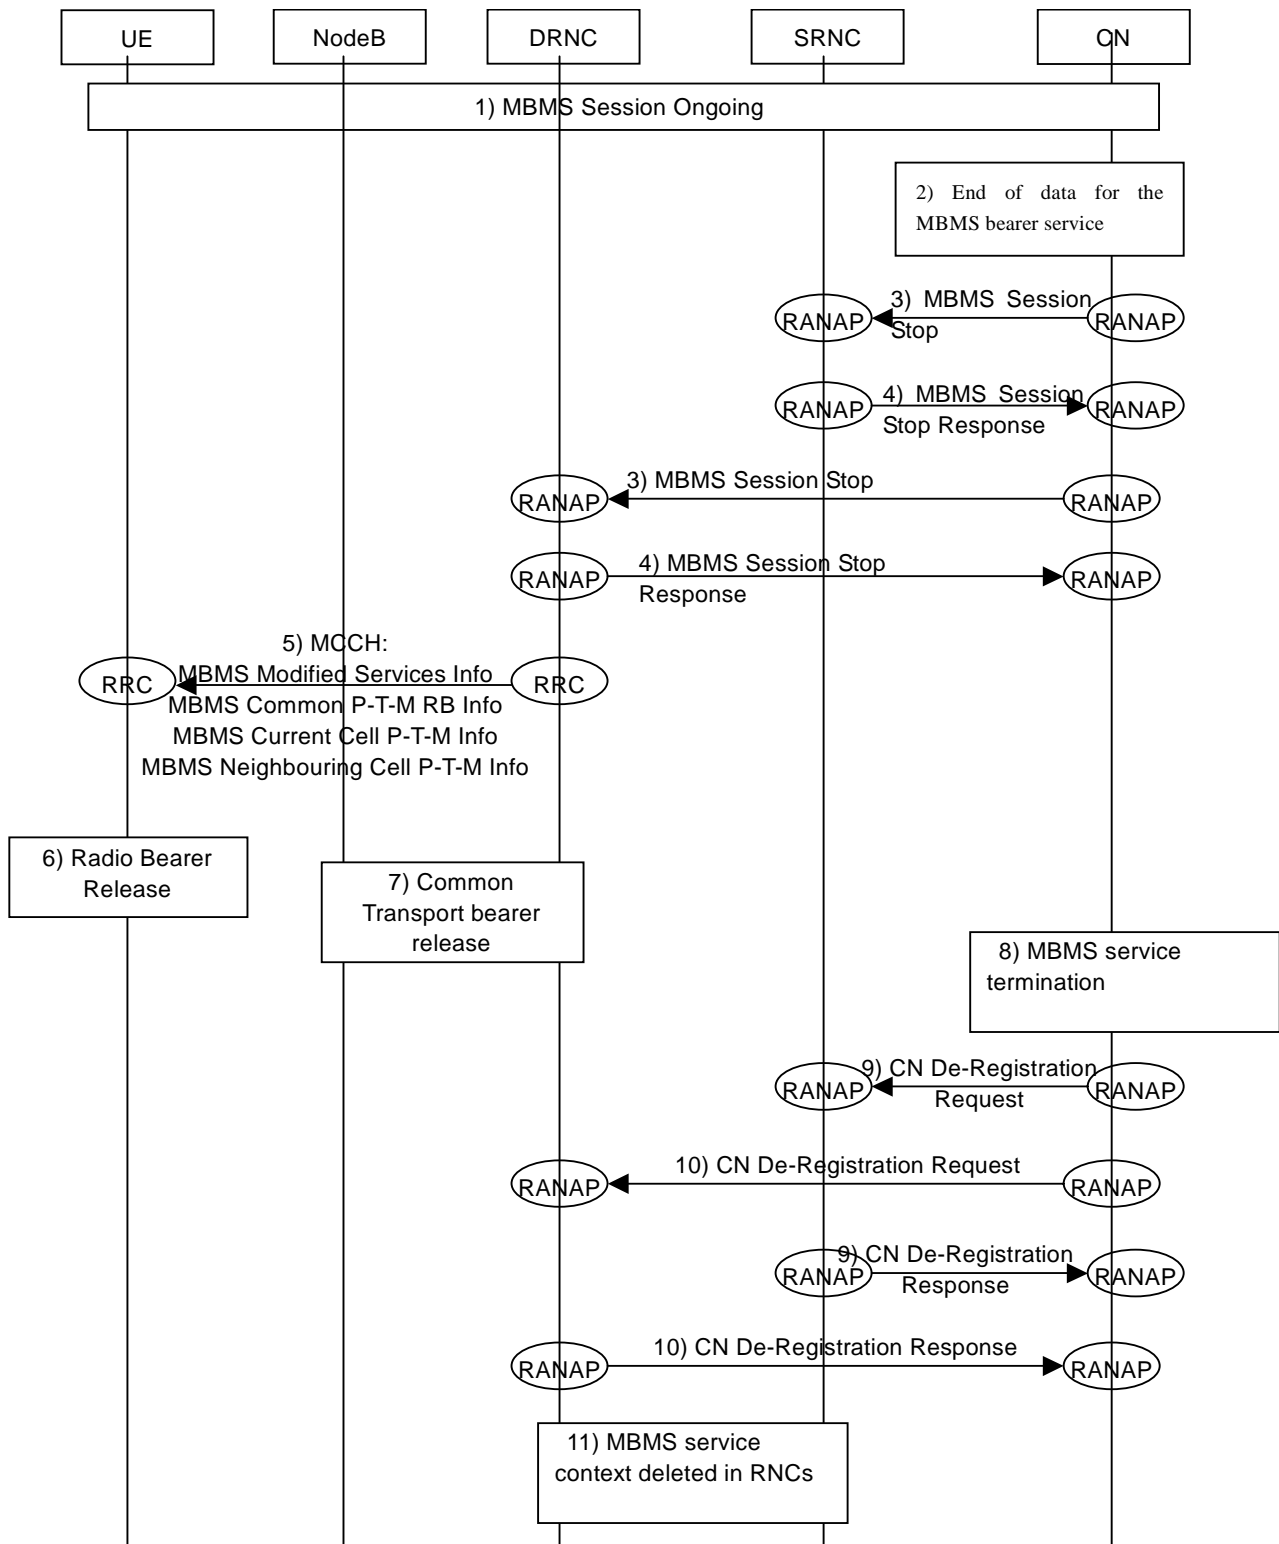 UE
NodeB
DRNC
SRNC
CN
1) MBMS Session Ongoing
2) End of data for the
MBMS bearer service
RANAP
3) MBMS Session
Stop
RANAP
RANAP
4) MBMS Session
Stop Response
RANAP
RANAP
3) MBMS Session Stop
RANAP
RANAP
4) MBMS Session Stop
Response
RANAP
RRC
5) MCCH:
MBMS Modified Services Info
MBMS Common P-T-M RB Info
MBMS Current Cell P-T-M Info
MBMS Neighbouring Cell P-T-M Info
RRC
6) Radio Bearer
Release
7) Common
Transport bearer
release
8) MBMS service
termination
RANAP
9) CN De-Registration
Request
RANAP
RANAP
10) CN De-Registration Request
RANAP
RANAP
9) CN De-Registration
Response
RANAP
RANAP
10) CN De-Registration Response
RANAP
11) MBMS service
context deleted in RNCs